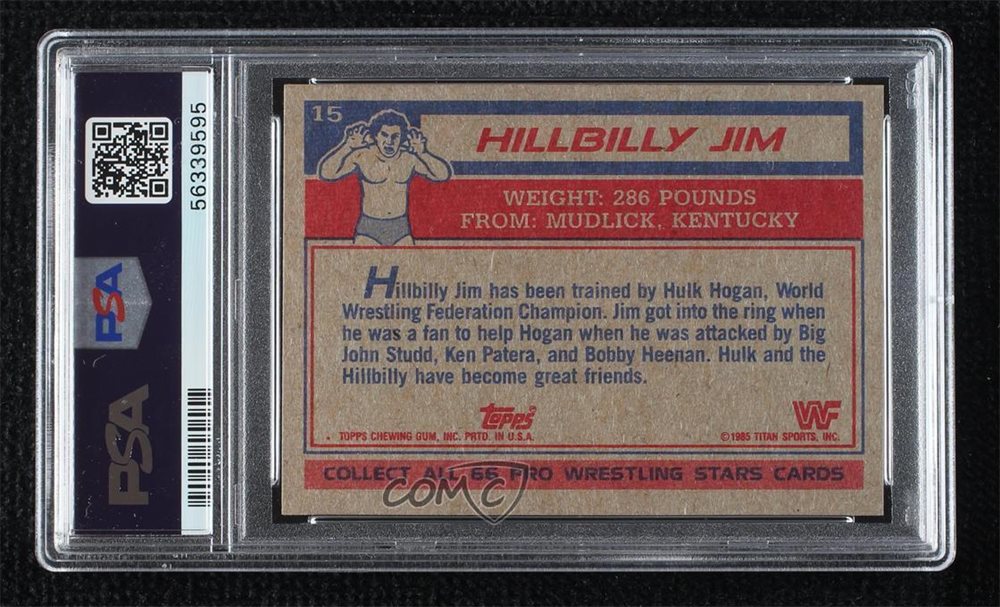 56339595
PSA
PSA
15
HILLBILLY JIM
WEIGHT: 286 POUNDS
FROM: MUDLICK, KENTUCKY
Hillbilly Jim has been trained by Hulk Hogan, World
Wrestling Federation Champion. Jim got into the ring when
he was a fan to help Hogan when he was attacked by Big
John Studd, Ken Patera, and Bobby Heenan. Hulk and the
Hillbilly have become great friends.
topps
WF
TOPPS CHEWING GUM, INC. PRTD. IN U.S.A.
©1985 TITAN SPORTS, INC.
COLLECT ALL 66 PRO WRESTLING STARS CARDS
COMC